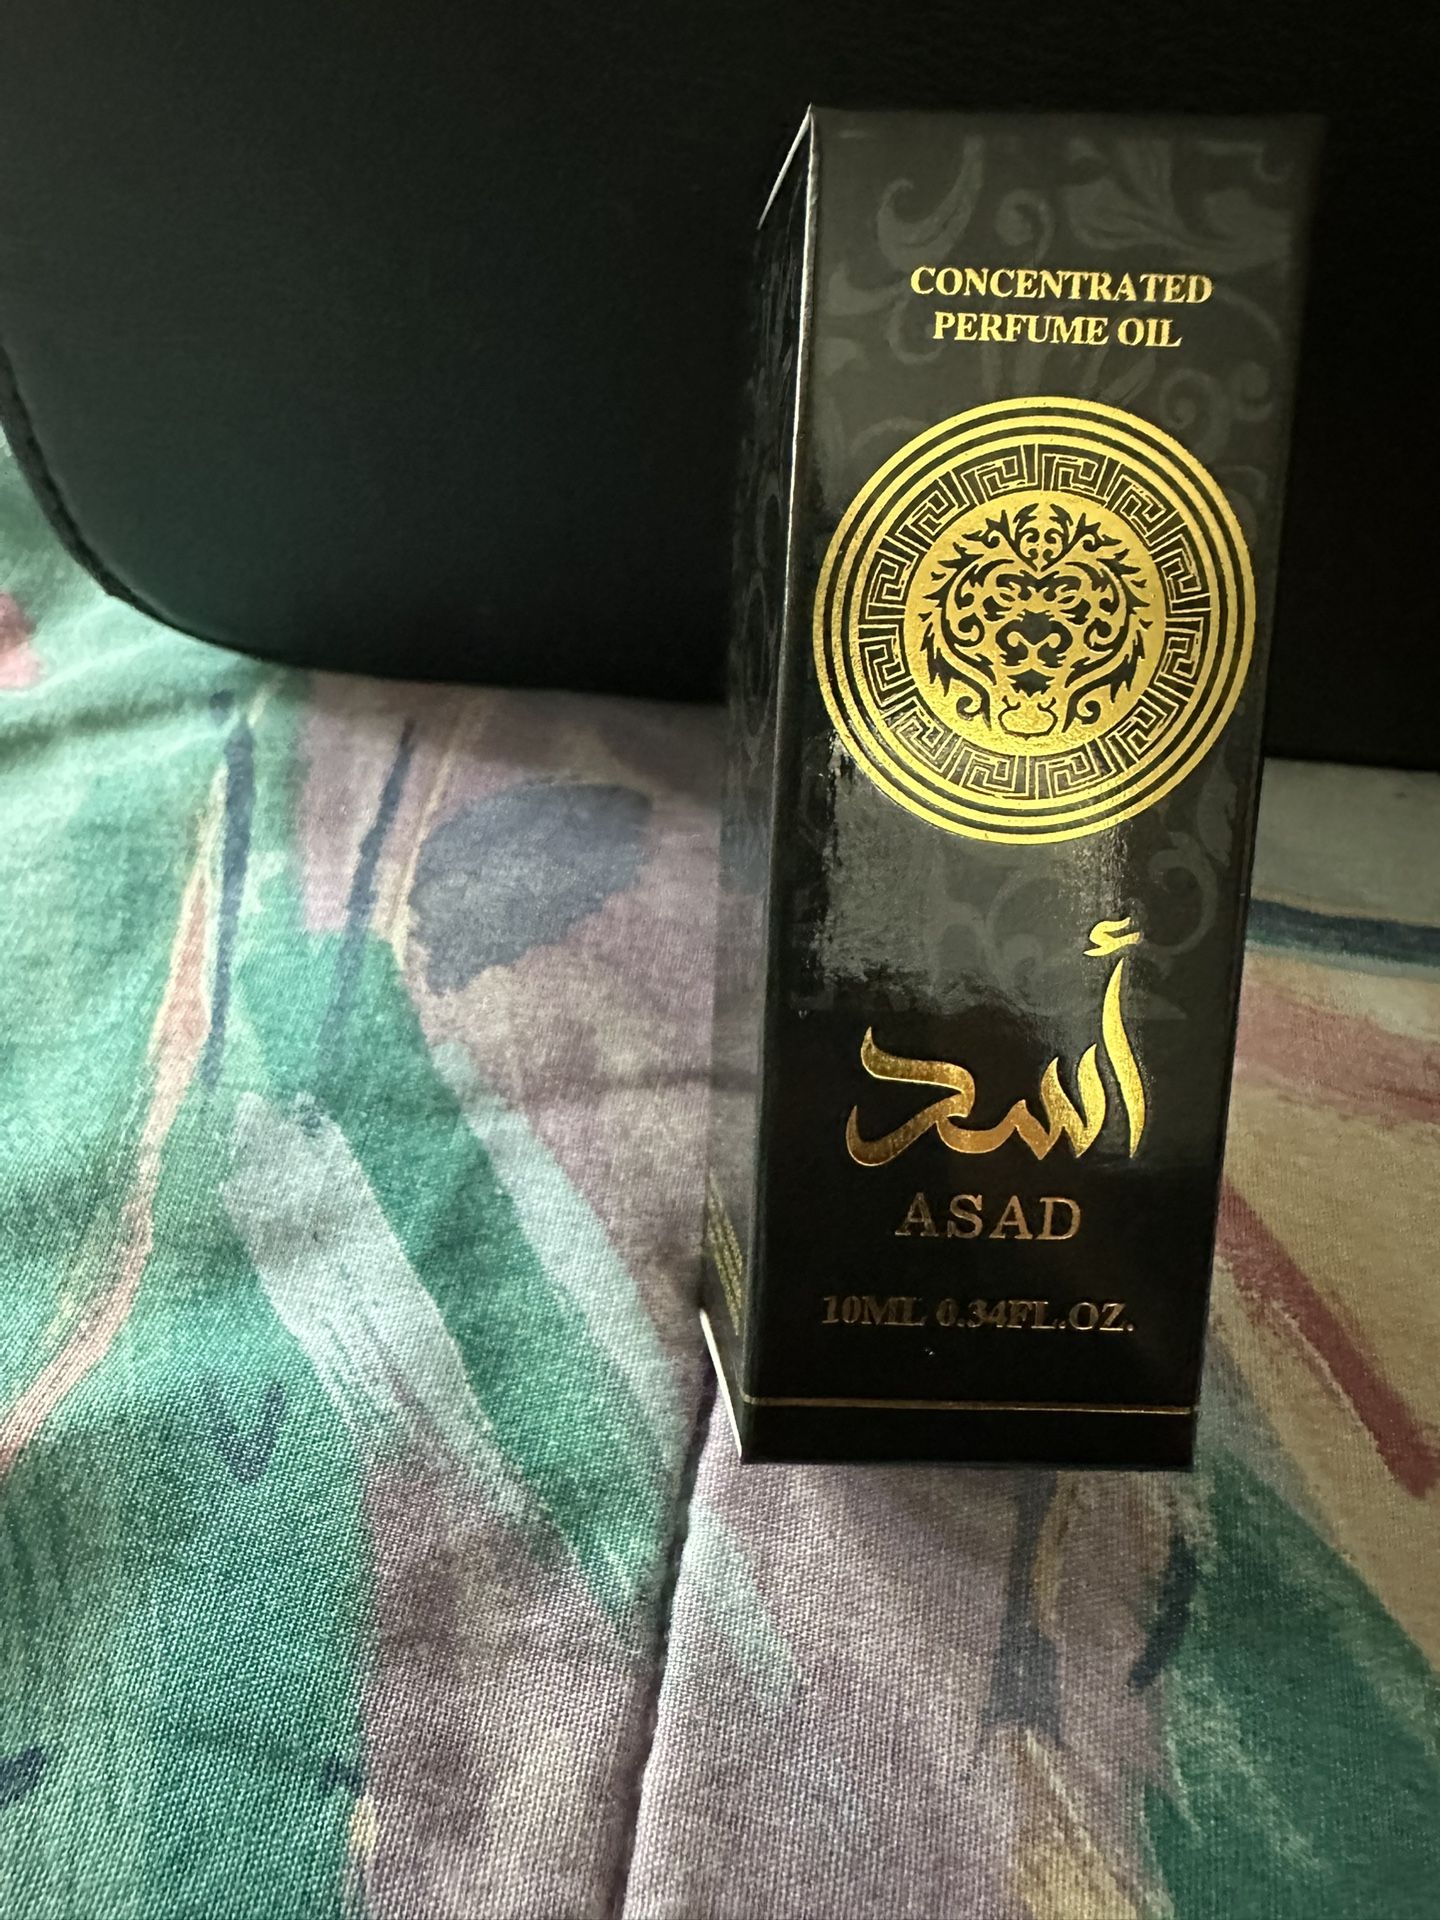 CONCENTRATED
PERFUME OIL
أسد
ASAD
10ML 0.34FL.OZ.